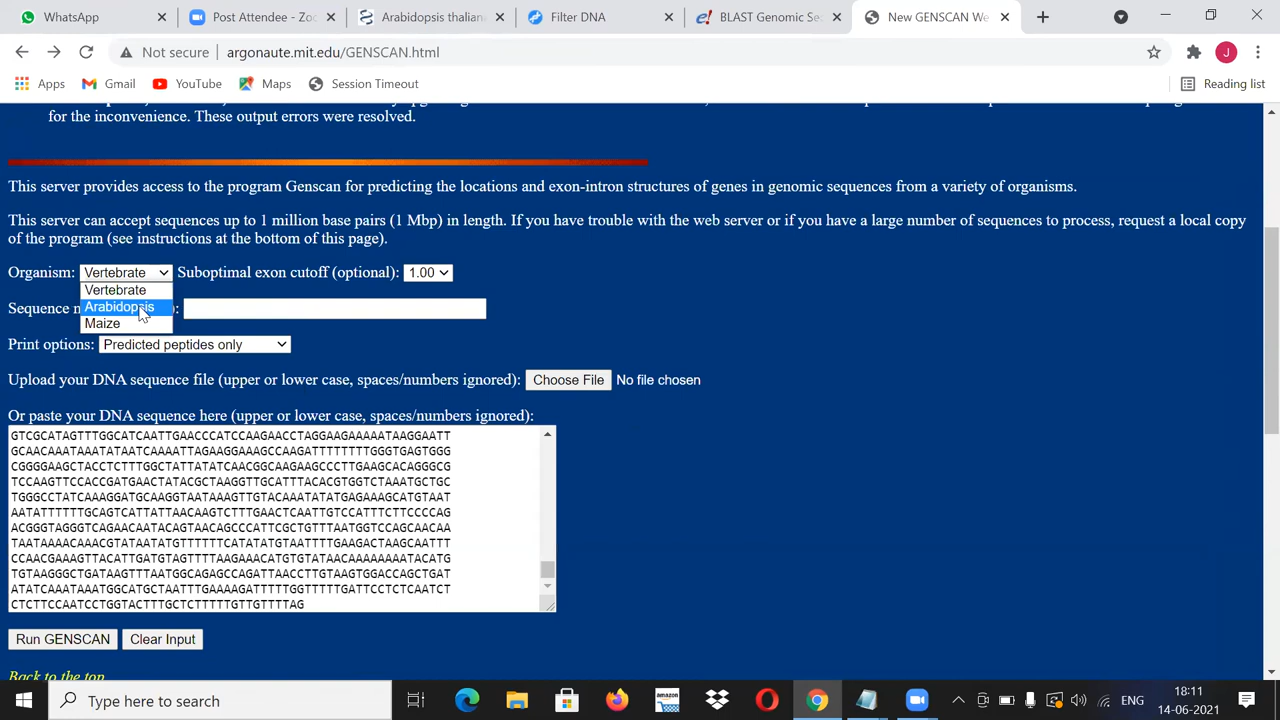 WhatsApp
Post Attendee - Zoo
Arabidopsis thaliana
Filter DNA
BLAST Genomic Se
New GENSCAN We
Not secure
argonaute.mit.edu/GENSCAN.html
J
Apps
Gmail
YouTube
Maps
Session Timeout
Reading list
for the inconvenience. These output errors were resolved.
This server provides access to the program Genscan for predicting the locations and exon-intron structures of genes in genomic sequences from a variety of organisms.
This server can accept sequences up to 1 million base pairs (1 Mbp) in length. If you have trouble with the web server or if you have a large number of sequences to process, request a local copy
of the program (see instructions at the bottom of this page).
Organism: Vertebrate Suboptimal exon cutoff (optional): 1.00
Vertebrate
Arabidopsis
Maize
Sequence n ):
Print options: Predicted peptides only
Upload your DNA sequence file (upper or lower case, spaces/numbers ignored): Choose File No file chosen
Or paste your DNA sequence here (upper or lower case, spaces/numbers ignored):
GTCGCATAGTTTGGCATCAATTGAACCCATCCAAGAACCTAGGAAGAAAAATAAGGAATT
GCAACAAATAAATATAATCAAAATTAGAAGGAAAGCCAAGATTTTTTTTGGGTGAGTGGG
CGGGGAAGCTACCTCTTTGGCTATTATATCAACGGCAAGAAGCCCTTGAAGCACAGGGCG
TCCAAGTTCCACCGATGAACTATACGCTAAGGTTGCATTTACACGTGGTCTAAATGCTGC
TGGGCCTATCAAAGGATGCAAGGTAATAAAGTTGTACAAATATATGAGAAAGCATGTAAT
AATATTTTTTGCAGTCATTATTAACAAGTCTTTGAACTCAATTGTCCATTTCTTCCCCAG
ACGGGTAGGGTCAGAACAATACAGTAACAGCCCATTCGCTGTTTAATGGTCCAGCAACAA
TAATAAAACAAACGTATAATATGTTTTTTCATATATGTAATTTTGAAGACTAAGCAATTT
CCAACGAAAGTTACATTGATGTAGTTTTAAGAAACATGTGTATAACAAAAAAAATACATG
TGTAAGGGCTGATAAGTTTAATGGCAGAGCCAGATTAACCTTGTAAGTGGACCAGCTGAT
ATATCAAATAAATGGCATGCTAATTTGAAAAGATTTTTGGTTTTTGATTCCTCTCAATCT
CTCTTCCAATCCTGGTACTTTGCTCTTTTTGTTGTTTTAG
Run GENSCAN Clear Input
Back to the top
Type here to search
amazon
ENG
18:11
14-06-2021